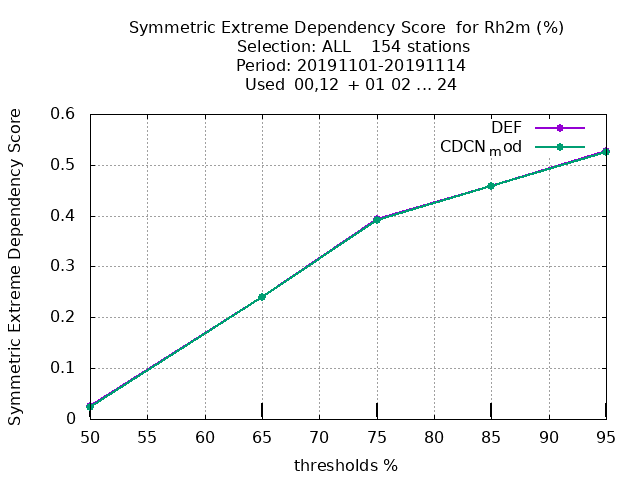 Symmetric Extreme Dependency Score  for Rh2m (%)
Selection: ALL    154 stations
Period: 20191101-20191114
Used  00,12  + 01 02 ... 24
Symmetric Extreme Dependency Score
0.6
0.5
0.4
0.3
0.2
0.1
0
DEF
CDCNmod
50 55 60 65 70 75 80 85 90 95
thresholds %